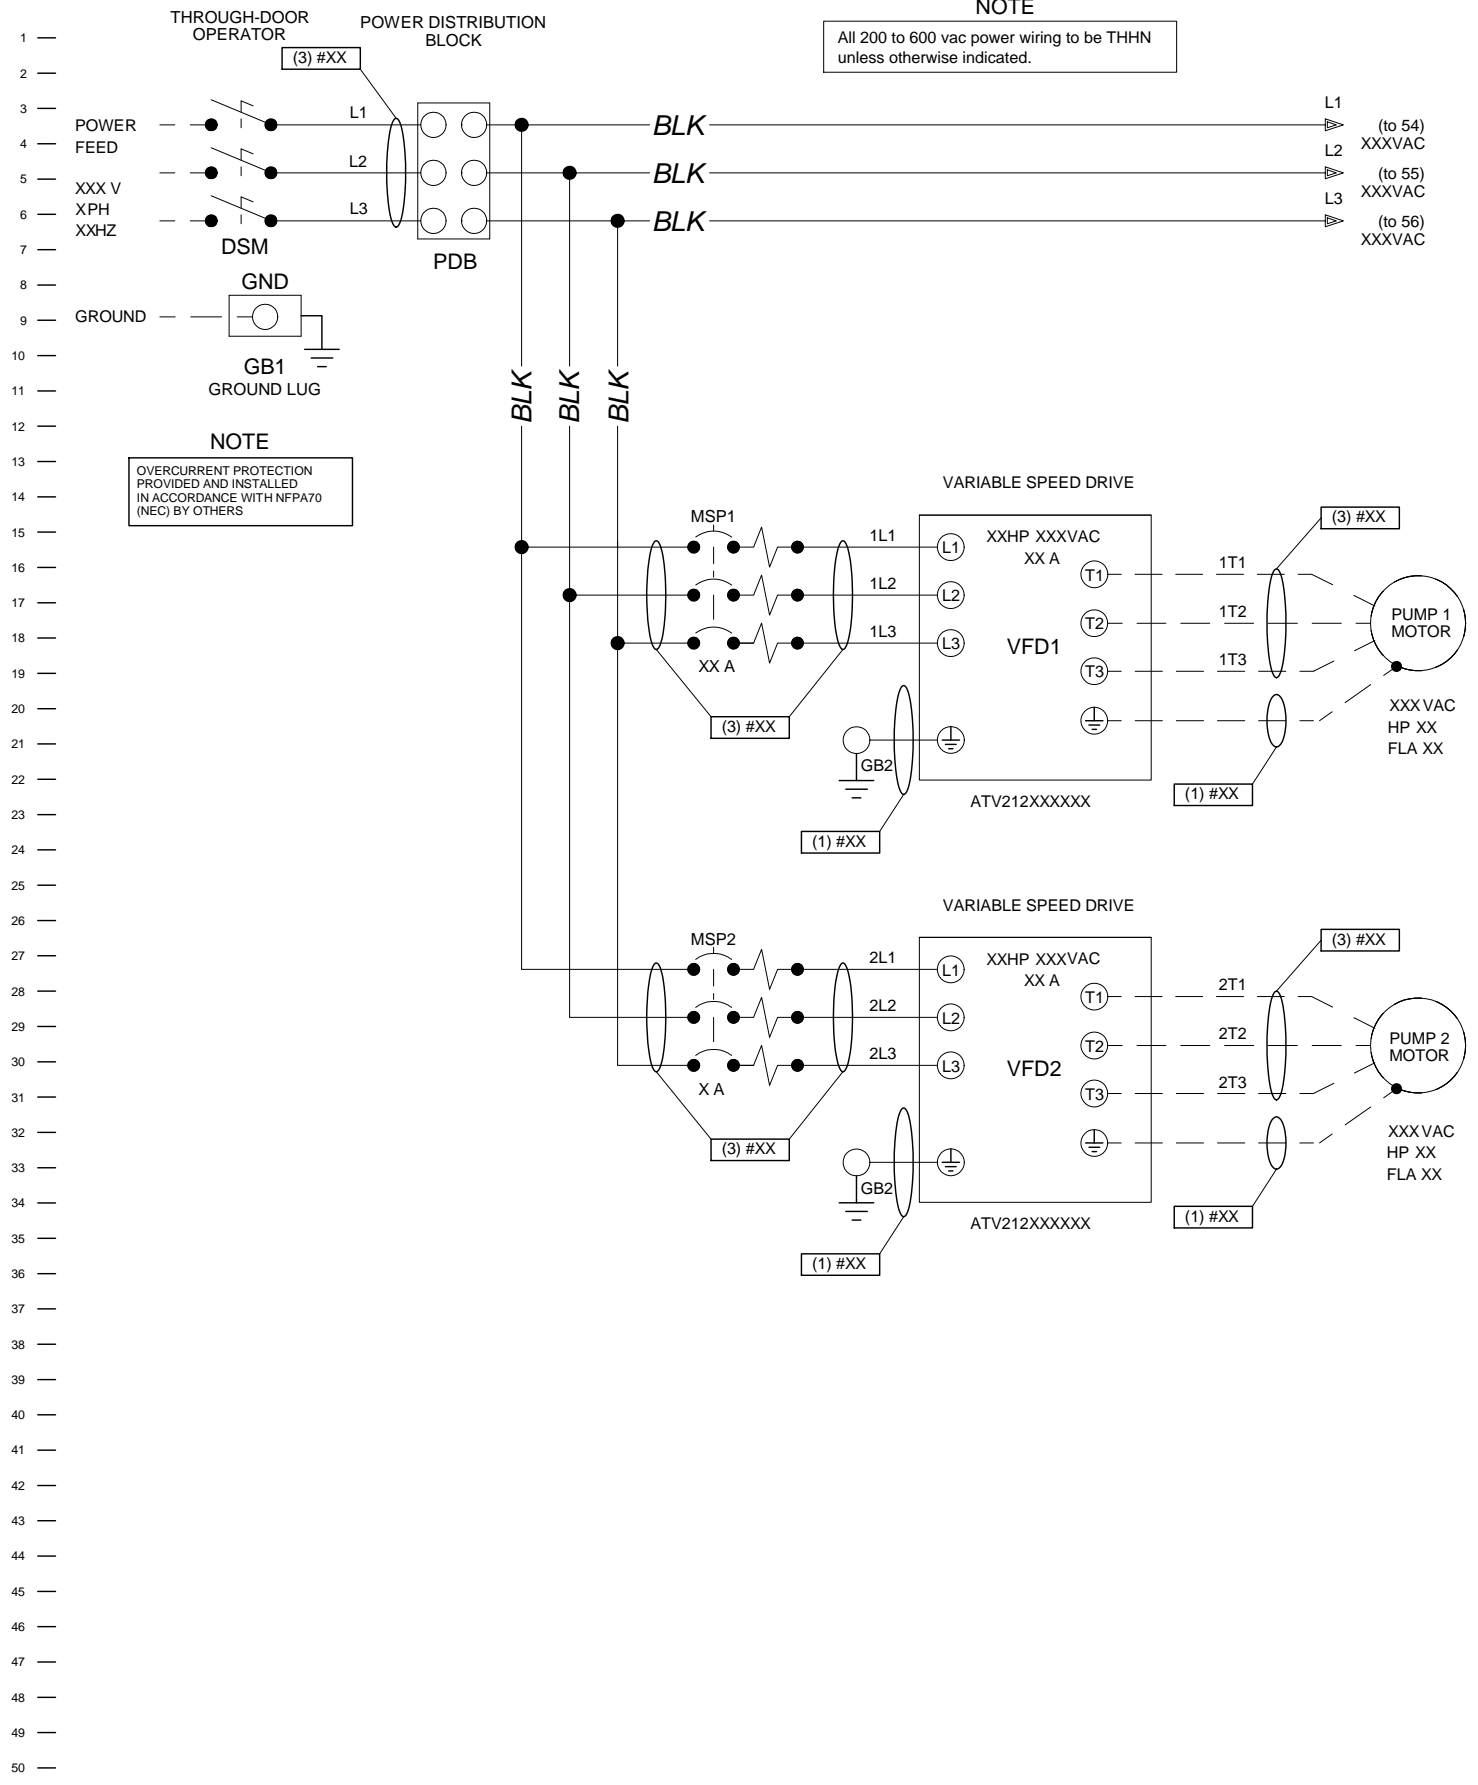 NOTE
All 200 to 600 vac power wiring to be THHN
unless otherwise indicated.
THROUGH-DOOR
OPERATOR
POWER DISTRIBUTION
BLOCK
(3) #XX
1
2
3
4
5
6
7
8
9
10
11
12
13
14
15
16
17
18
19
20
21
22
23
24
25
26
27
28
29
30
31
32
33
34
35
36
37
38
39
40
41
42
43
44
45
46
47
48
49
50
POWER
FEED
XXX V
XPH
XXHZ
L1
L2
L3
DSM
PDB
BLK
BLK
BLK
L1
(to 54)
XXXVAC
L2
(to 55)
XXXVAC
L3
(to 56)
XXXVAC
GND
GROUND
GB1
GROUND LUG
BLK
BLK
BLK
NOTE
OVERCURRENT PROTECTION
PROVIDED AND INSTALLED
IN ACCORDANCE WITH NFPA70
(NEC) BY OTHERS
VARIABLE SPEED DRIVE
MSP1
1L1
1L2
1L3
XX A
(3) #XX
L1
L2
L3
XXHP XXXVAC
XX A
VFD1
T1
T2
T3
1T1
1T2
1T3
(3) #XX
PUMP 1
MOTOR
XXX VAC
HP XX
FLA XX
GB2
(1) #XX
(1) #XX
ATV212XXXXXX
VARIABLE SPEED DRIVE
MSP2
2L1
2L2
2L3
X A
(3) #XX
L1
L2
L3
XXHP XXXVAC
XX A
VFD2
T1
T2
T3
2T1
2T2
2T3
(3) #XX
PUMP 2
MOTOR
XXX VAC
HP XX
FLA XX
GB2
(1) #XX
(1) #XX
ATV212XXXXXX